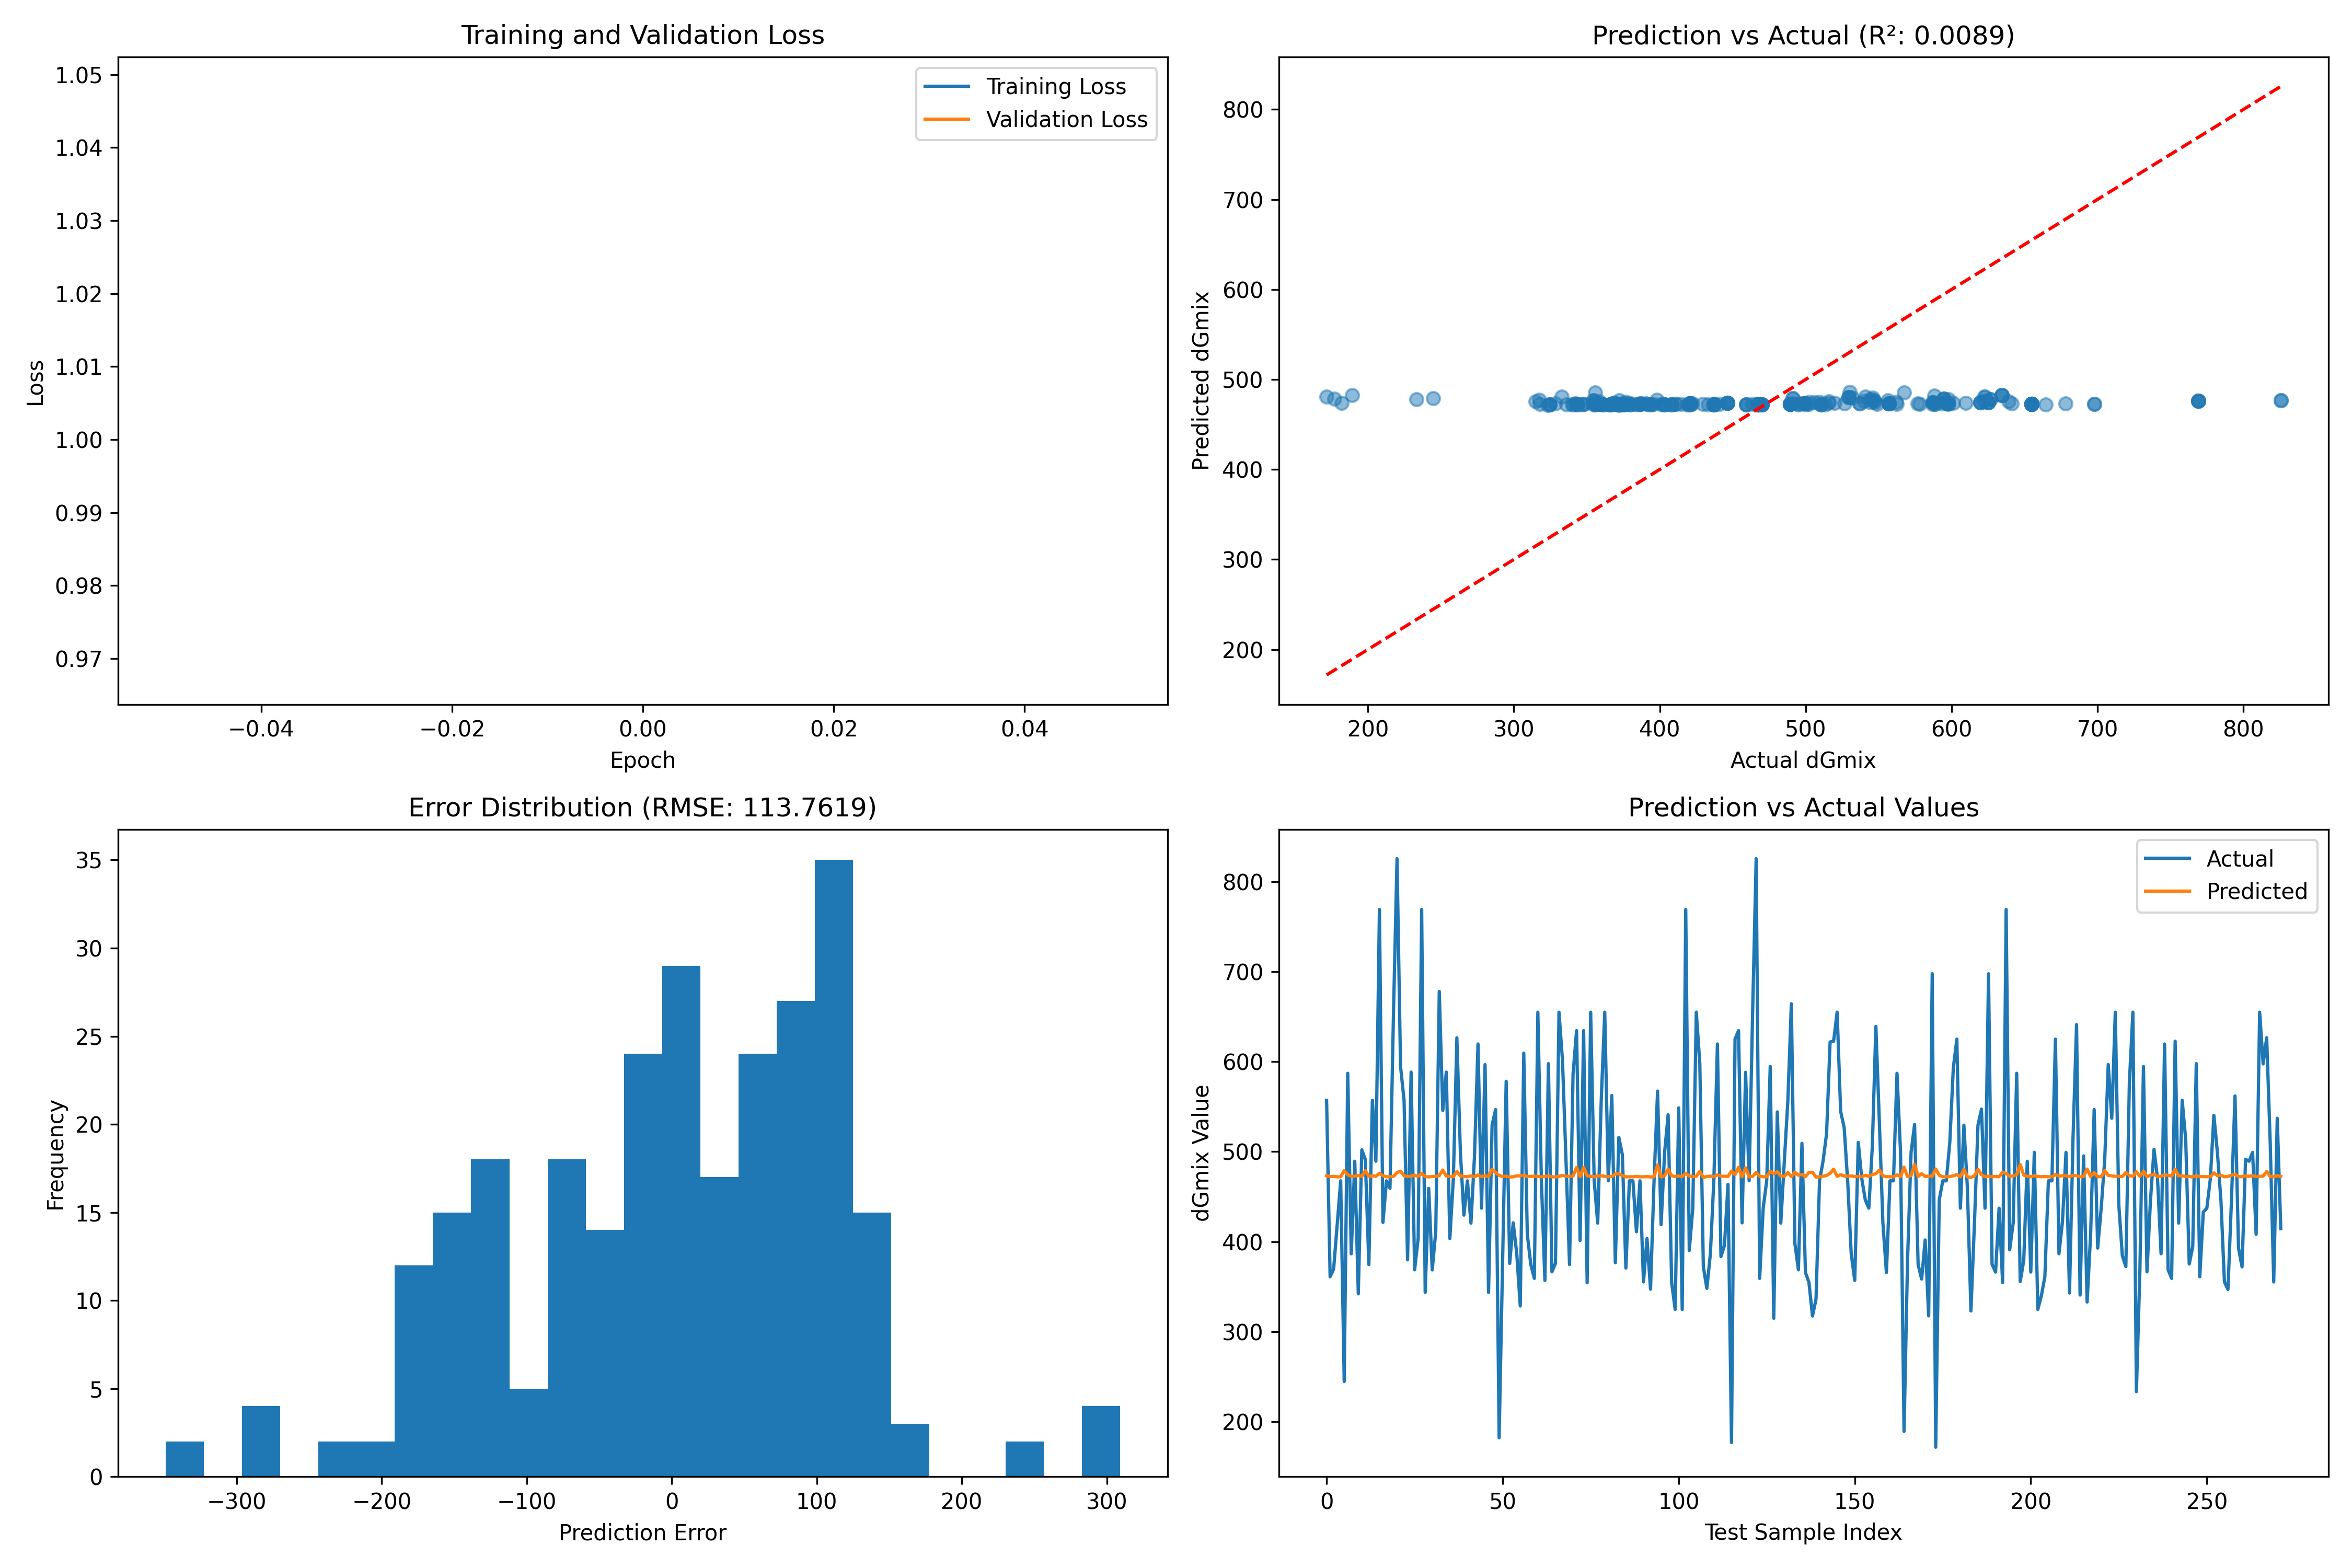 Training and Validation Loss
Training Loss
Validation Loss
1.05
1.04
1.03
1.02
1.01
1.00
0.99
0.98
0.97
Loss
−0.04 −0.02 0.00 0.02 0.04
Epoch
Prediction vs Actual (R²: 0.0089)
800
700
600
500
400
300
200
Predicted dGmix
200 300 400 500 600 700 800
Actual dGmix
Error Distribution (RMSE: 113.7619)
35
30
25
20
15
10
5
0
Frequency
−300 −200 −100 0 100 200 300
Prediction Error
Prediction vs Actual Values
Actual
Predicted
800
700
600
500
400
300
200
dGmix Value
0 50 100 150 200 250
Test Sample Index